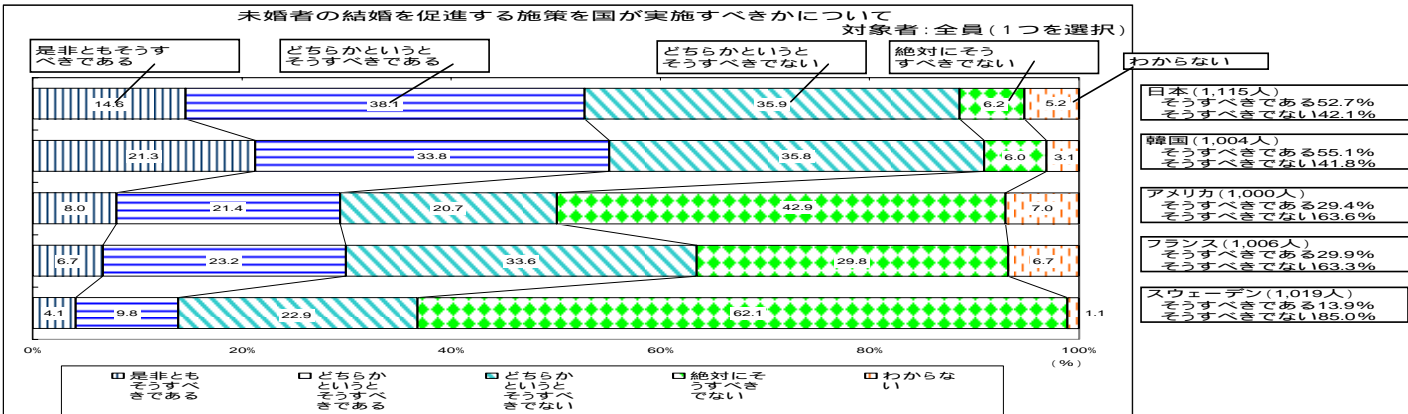 未婚者の結婚を促進する施策を国が実施すべきかについて
対象者:全員(1つを選択)
是非ともそうす
べきである
どちらかというと
そうすべきである
どちらかというと
そうすべきでない
絶対にそう
すべきでない
わからない
14.6 38.1 35.9 6.2 5.2
21.3 33.8 35.8 6.0 3.1
8.0 21.4 20.7 42.9 7.0
6.7 23.2 33.6 29.8 6.7
4.1 9.8 22.9 62.1 1.1
0% 20% 40% 60% 80% 100%
(%)
日本(1,115人)
そうすべきである52.7%
そうすべきでない42.1%
韓国(1,004人)
そうすべきである55.1%
そうすべきでない41.8%
アメリカ(1,000人)
そうすべきである29.4%
そうすべきでない63.6%
フランス(1,006人)
そうすべきである29.9%
そうすべきでない63.3%
スウェーデン(1,019人)
そうすべきである13.9%
そうすべきでない85.0%
是非とも
そうすべ
きである
どちらか
というと
そうすべ
きである
どちらか
というと
そうすべ
きでない
絶対にそ
うすべき
でない
わからな
い